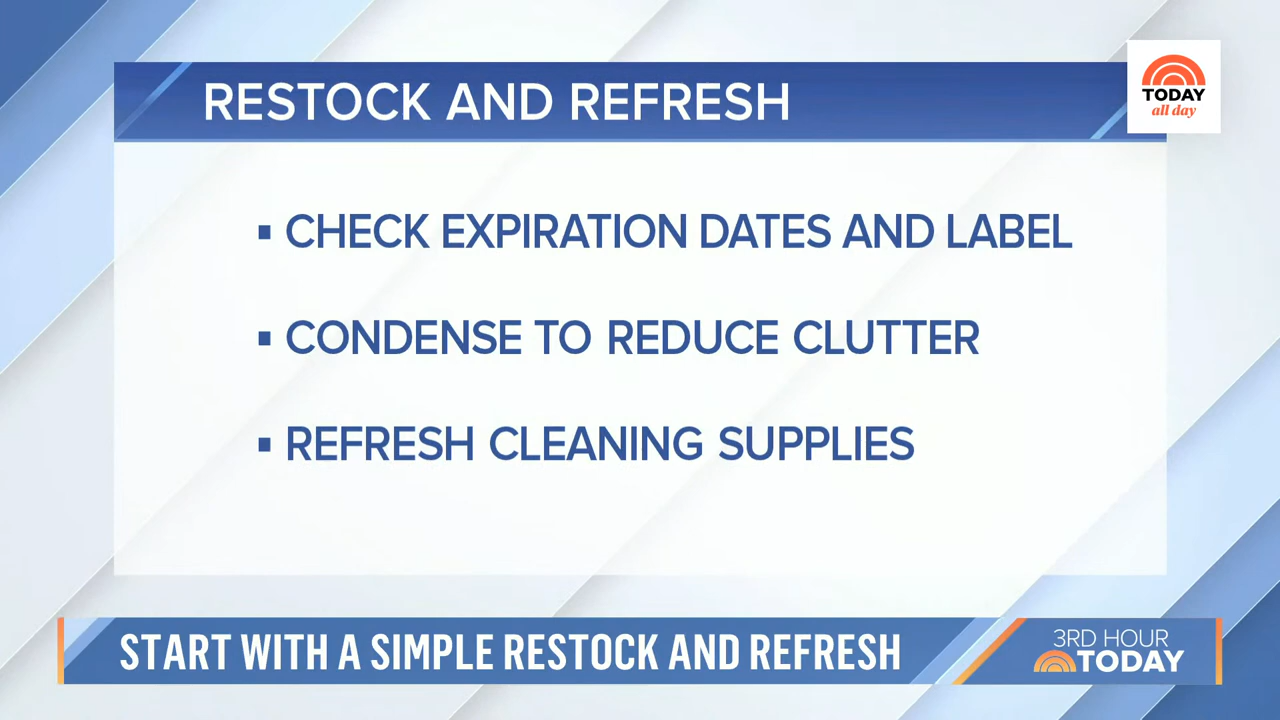 RESTOCK AND REFRESH
TODAY
all day
▪ CHECK EXPIRATION DATES AND LABEL
▪ CONDENSE TO REDUCE CLUTTER
▪ REFRESH CLEANING SUPPLIES
START WITH A SIMPLE RESTOCK AND REFRESH
3RD HOUR
TODAY